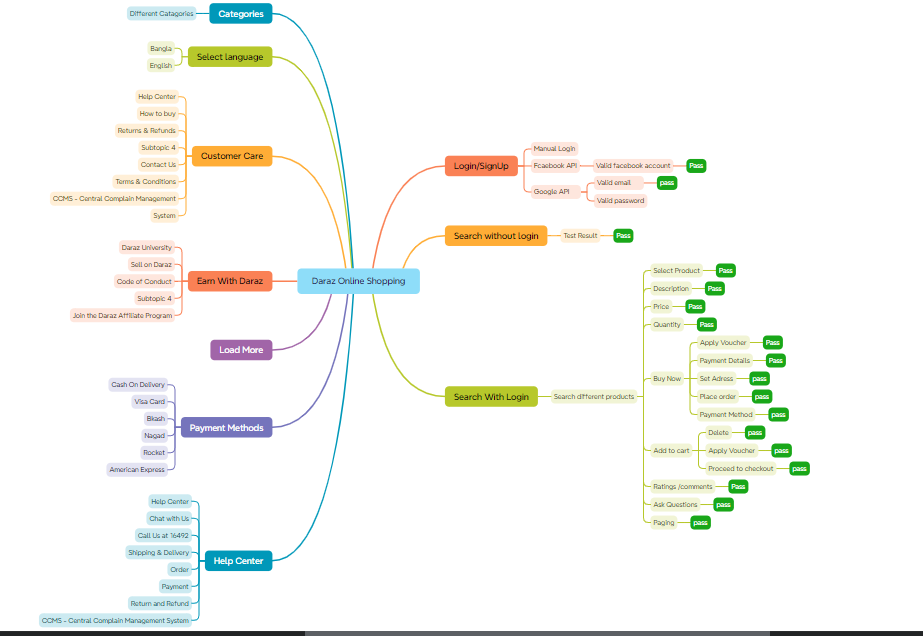 Daraz Online Shopping
Categories
Different Catagories
Select language
Bangla
English
Customer Care
Help Center
How to buy
Returns & Refunds
Subtopic 4
Contact Us
Terms & Conditions
CCMS - Central Complain Management
System
Earn With Daraz
Daraz University
Sell on Daraz
Code of Conduct
Subtopic 4
Join the Daraz Affiliate Program
Load More
Payment Methods
Cash On Delivery
Visa Card
Bkash
Nagad
Rocket
American Express
Help Center
Help Center
Chat with Us
Call Us at 16492
Shipping & Delivery
Order
Payment
Return and Refund
CCMS - Central Complain Management System
Login/SignUp
Manual Login
Fcaebook API
Valid facebook account
Pass
Google API
Valid email
pass
Valid password
Search without login
Test Result
Pass
Search With Login
Search different products
Select Product
Pass
Description
Pass
Price
Pass
Quantity
Pass
Buy Now
Apply Voucher
Pass
Payment Details
Pass
Set Adress
pass
Place order
pass
Payment Method
pass
Add to cart
Delete
pass
Apply Voucher
pass
Proceed to checkout
pass
Ratings /comments
Pass
Ask Questions
pass
Paging
pass